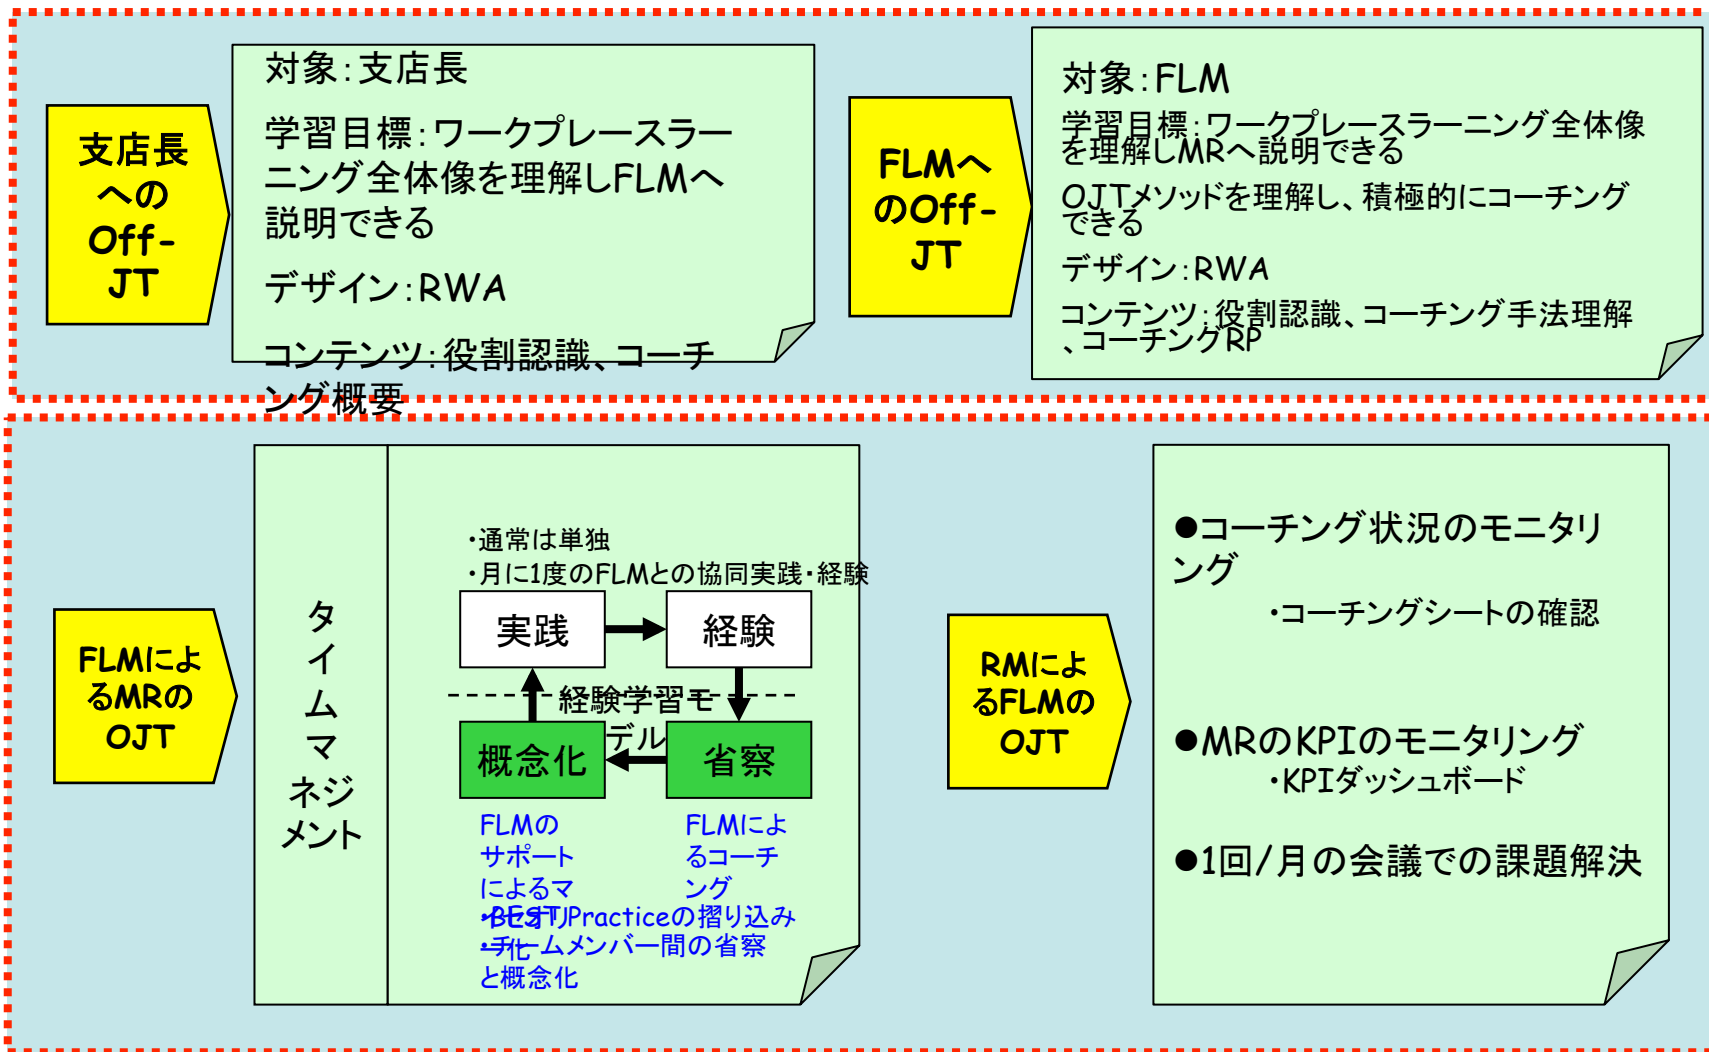 支店長
への
Off-
JT
対象：支店長
学習目標：ワークプレースラー
ニング全体像を理解しFLMへ
説明できる
デザイン：RWA
コンテンツ：役割認識、コーチ
ング概要
FLMへ
のOff-
JT
対象：FLM
学習目標：ワークプレースラーニング全体像
を理解しMRへ説明できる
OJTメソッドを理解し、積極的にコーチング
できる
デザイン：RWA
コンテンツ：役割認識、コーチング手法理解
、コーチングRP
FLMによ
るMRの
OJT
タ
イ
ム
マ
ネジ
メント
・通常は単独
・月に1度のFLMとの協同実践・経験
実践
経験
経験学習モ
デル
概念化
省察
FLMの
サポート
によるマ
イセオリ
ー化
FLMによ
るコーチ
ング
・BEST Practiceの摺り込み
・チームメンバー間の省察
と概念化
RMによ
るFLMの
OJT
●コーチング状況のモニタリ
ング
・コーチングシートの確認
●MRのKPIのモニタリング
・KPIダッシュボード
●1回/月の会議での課題解決